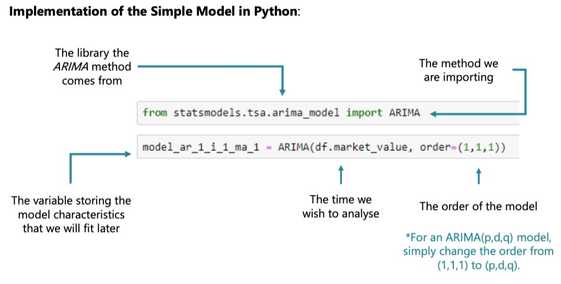 Implementation of the Simple Model in Python:
The library the
ARIMA method
comes from
The method we
are importing
from statsmodels.tsa.arima_model import ARIMA
model_ar_1_i_1_ma_1 = ARIMA(df.market_value, order=(1,1,1))
The variable storing the
model characteristics
that we will fit later
The time we
wish to analyse
The order of the model
*For an ARIMA(p,d,q) model,
simply change the order from
(1,1,1) to (p,d,q).